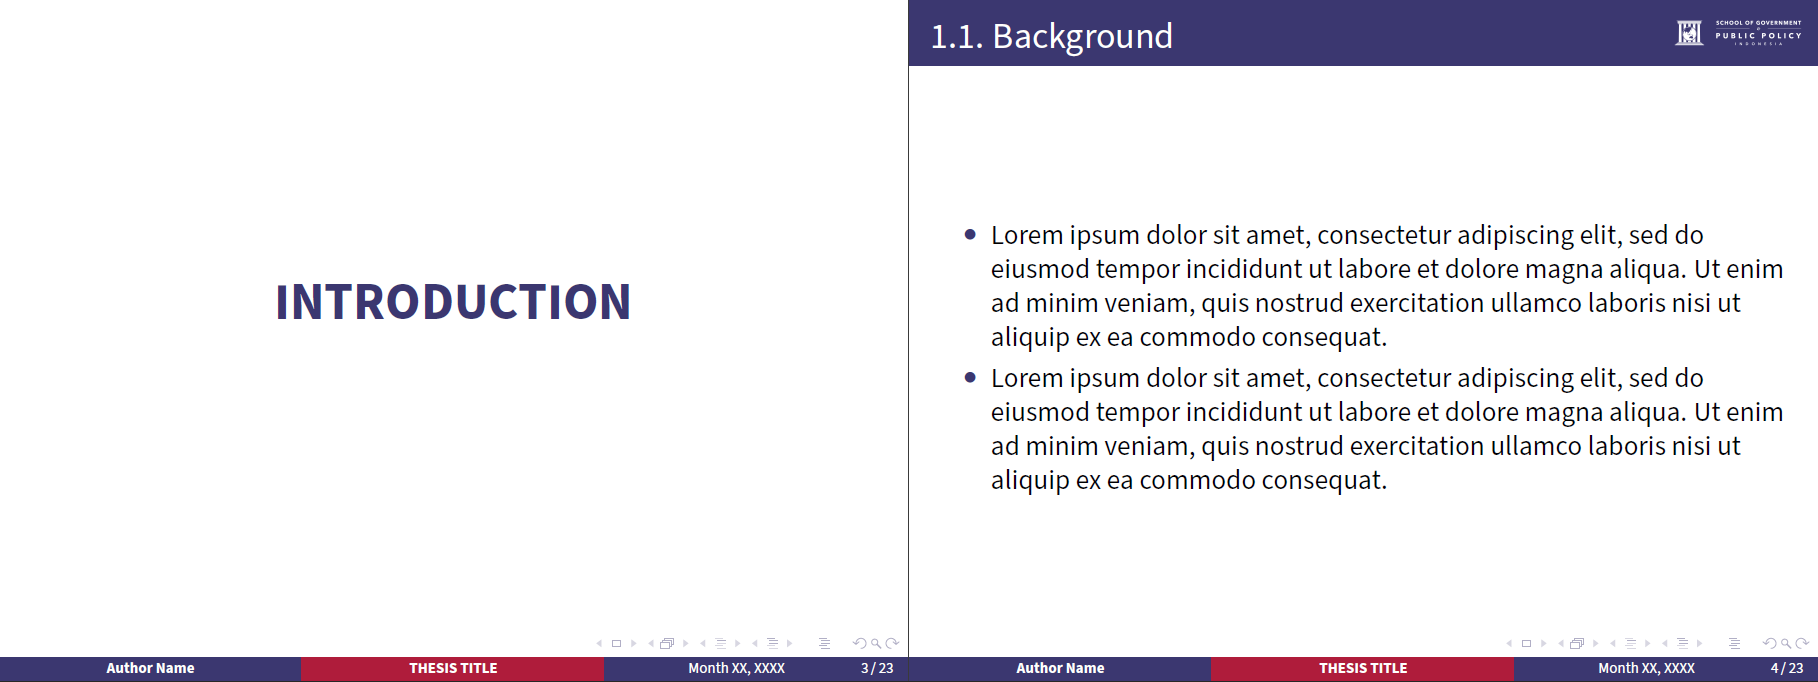 INTRODUCTION
Author Name THESIS TITLE Month XX, XXXX 3 / 23
1.1. Background
SCHOOL OF GOVERNMENT
PUBLIC POLICY
INDONESIA
• Lorem ipsum dolor sit amet, consectetur adipiscing elit, sed do
eiusmod tempor incididunt ut labore et dolore magna aliqua. Ut enim
ad minim veniam, quis nostrud exercitation ullamco laboris nisi ut
aliquip ex ea commodo consequat.
• Lorem ipsum dolor sit amet, consectetur adipiscing elit, sed do
eiusmod tempor incididunt ut labore et dolore magna aliqua. Ut enim
ad minim veniam, quis nostrud exercitation ullamco laboris nisi ut
aliquip ex ea commodo consequat.
Author Name THESIS TITLE Month XX, XXXX 4 / 23